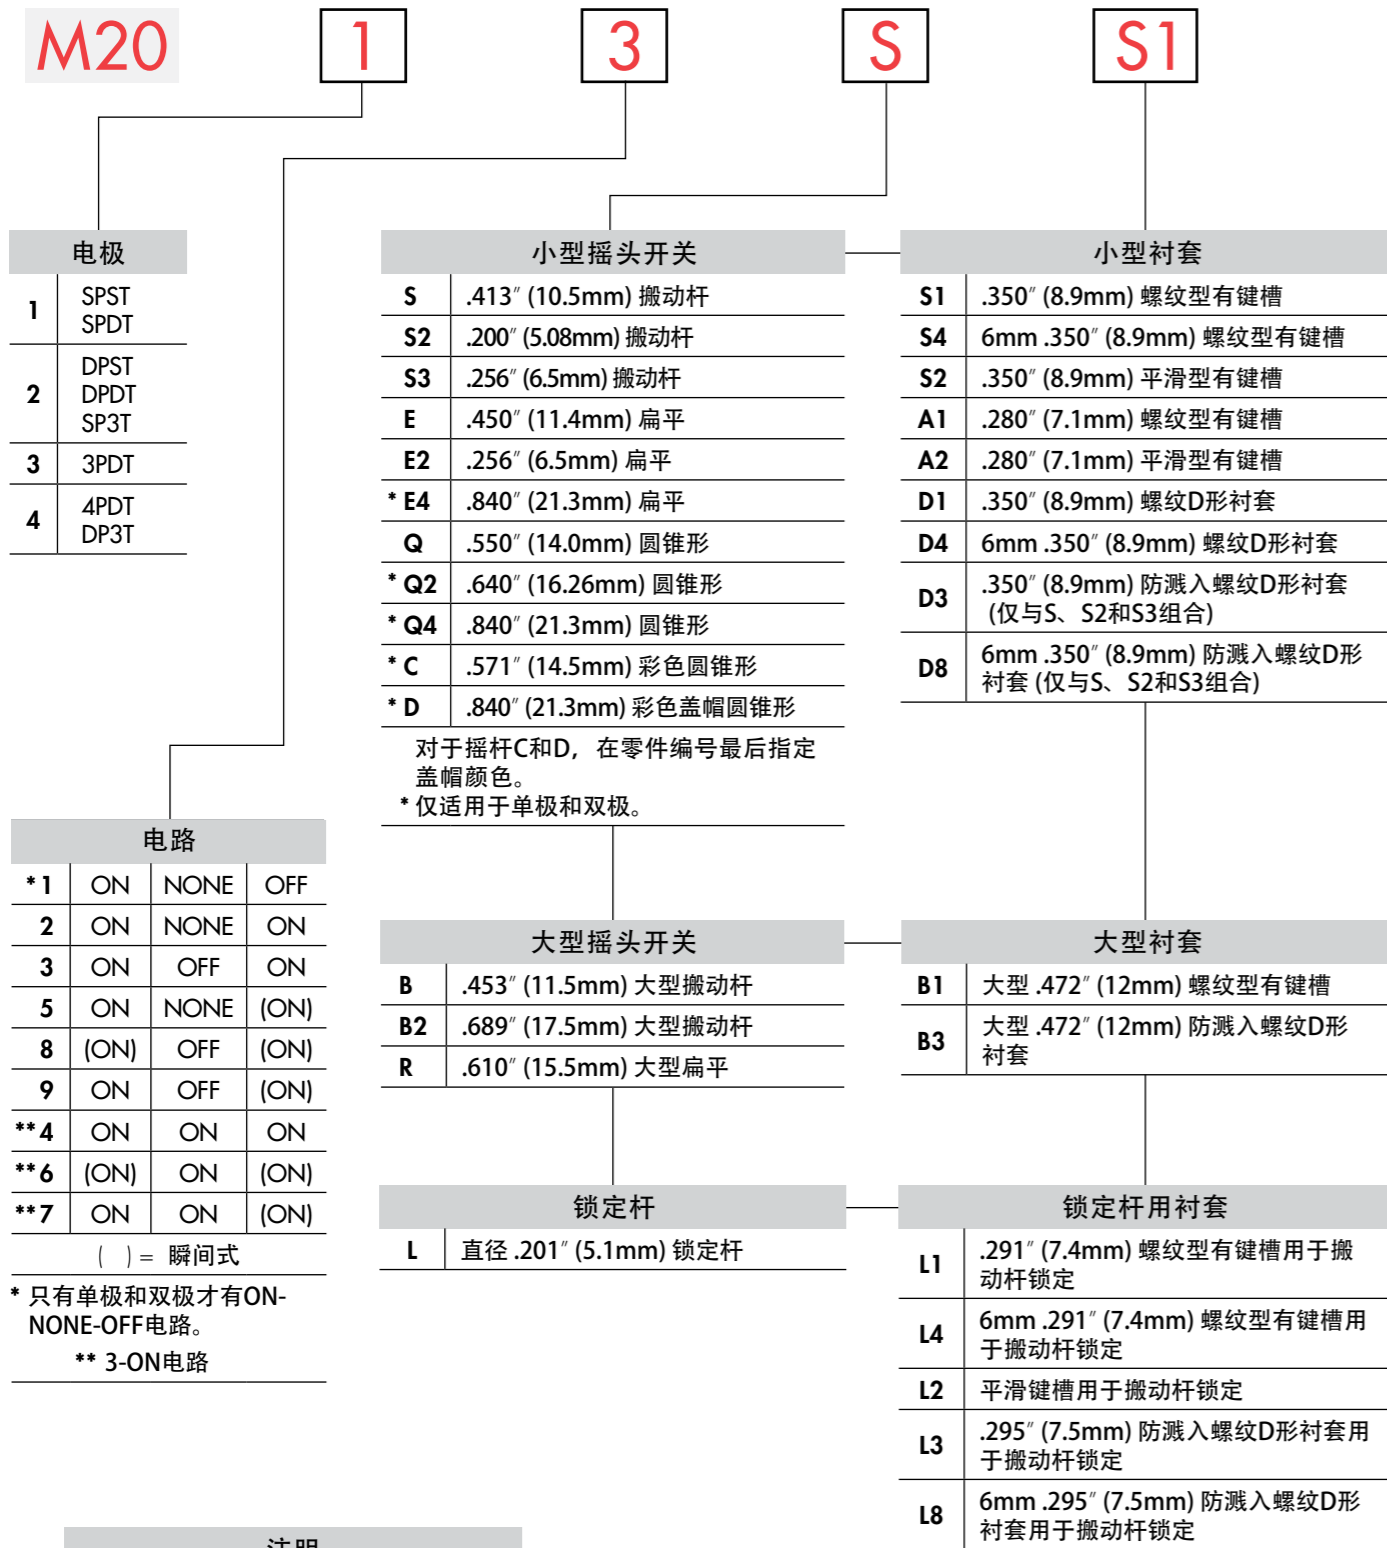 M20 1 3 S S1
电极
1 SPST
SPDT
2 DPST
DPDT
SP3T
3 3PDT
4 4PDT
DP3T
电路
*1 ON NONE OFF
2 ON NONE ON
3 ON OFF ON
5 ON NONE (ON)
8 (ON) OFF (ON)
9 ON OFF (ON)
**4 ON ON ON
**6 (ON) ON (ON)
**7 ON ON (ON)
( ) = 瞬间式
* 只有单极和双极才有ON-
NONE-OFF电路。
** 3-ON电路
小型摇头开关
S .413" (10.5mm) 搬动杆
S2 .200" (5.08mm) 搬动杆
S3 .256" (6.5mm) 搬动杆
E .450" (11.4mm) 扁平
E2 .256" (6.5mm) 扁平
* E4 .840" (21.3mm) 扁平
Q .550" (14.0mm) 圆锥形
* Q2 .640" (16.26mm) 圆锥形
* Q4 .840" (21.3mm) 圆锥形
* C .571" (14.5mm) 彩色圆锥形
* D .840" (21.3mm) 彩色盖帽圆锥形
对于摇杆C和D，在零件编号最后指定
盖帽颜色。
* 仅适用于单极和双极。
小型衬套
S1 .350" (8.9mm) 螺纹型有键槽
S4 6mm .350" (8.9mm) 螺纹型有键槽
S2 .350" (8.9mm) 平滑型有键槽
A1 .280" (7.1mm) 螺纹型有键槽
A2 .280" (7.1mm) 平滑型有键槽
D1 .350" (8.9mm) 螺纹D形衬套
D4 6mm .350" (8.9mm) 螺纹D形衬套
D3 .350" (8.9mm) 防溅入螺纹D形衬套
(仅与S、S2和S3组合)
D8 6mm .350" (8.9mm) 防溅入螺纹D形
衬套 (仅与S、S2和S3组合)
大型摇头开关
B .453" (11.5mm) 大型搬动杆
B2 .689" (17.5mm) 大型搬动杆
R .610" (15.5mm) 大型扁平
大型衬套
B1 大型 .472" (12mm) 螺纹型有键槽
B3 大型 .472" (12mm) 防溅入螺纹D形
衬套
锁定杆
L 直径 .201" (5.1mm) 锁定杆
锁定杆用衬套
L1 .291" (7.4mm) 螺纹型有键槽用于搬
动杆锁定
L4 6mm .291" (7.4mm) 螺纹型有键槽用
于搬动杆锁定
L2 平滑键槽用于搬动杆锁定
L3 .295" (7.5mm) 防溅入螺纹D形衬套用
于搬动杆锁定
L8 6mm .295" (7.5mm) 防溅入螺纹D形
衬套用于搬动杆锁定